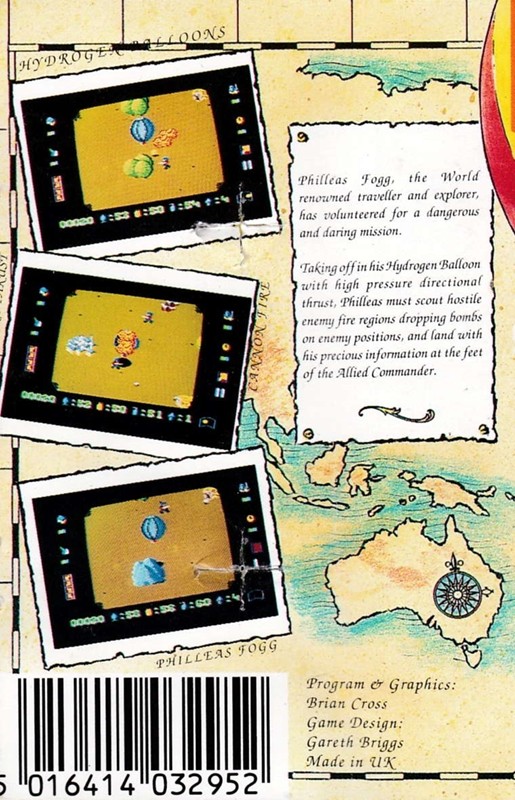 HYDROGEN BALLOONS
Philleas Fogg, the World
renowned traveller and explorer,
has volunteered for a dangerous
and daring mission.
Taking off in his Hydrogen Balloon
with high pressure directional
thrust, Philleas must scout hostile
enemy fire regions dropping bombs
on enemy positions, and land with
his precious information at the feet
of the Allied Commander.
CANNON FIRE
PHILLEAS FOGG
Program & Graphics:
Brian Cross
Game Design:
Gareth Briggs
Made in UK
5 016414 032952